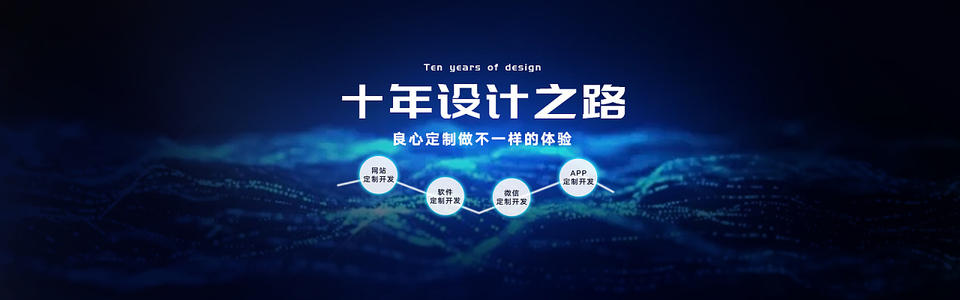 Ten years of design
十年设计之路
良心定制做不一样的体验
网站
定制开发
软件
定制开发
微信
定制开发
APP
定制开发